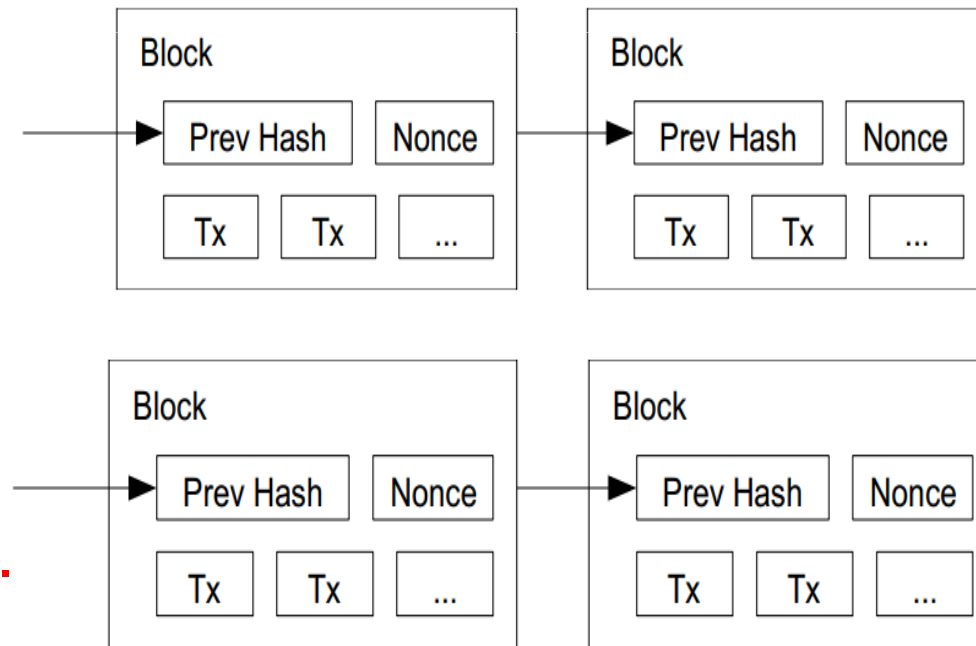 Block Block
Prev Hash Nonce Prev Hash Nonce
Tx Tx ... Tx Tx ...
Block Block
Prev Hash Nonce Prev Hash Nonce
Tx Tx ... Tx Tx ...